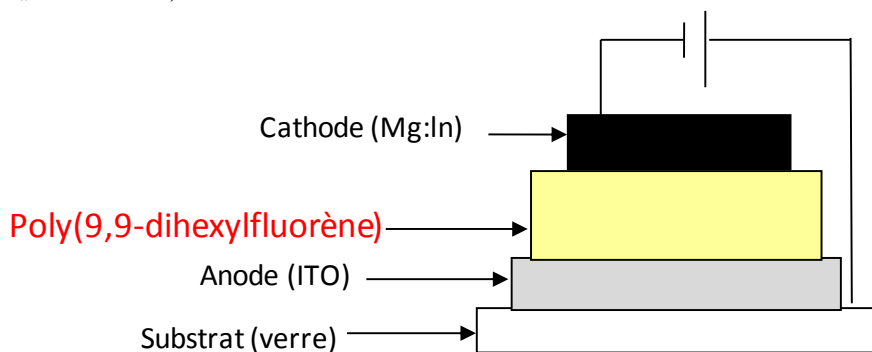 Cathode (Mg:In)
Poly(9,9-dihexylfluorène)
Anode (ITO)
Substrat (verre)